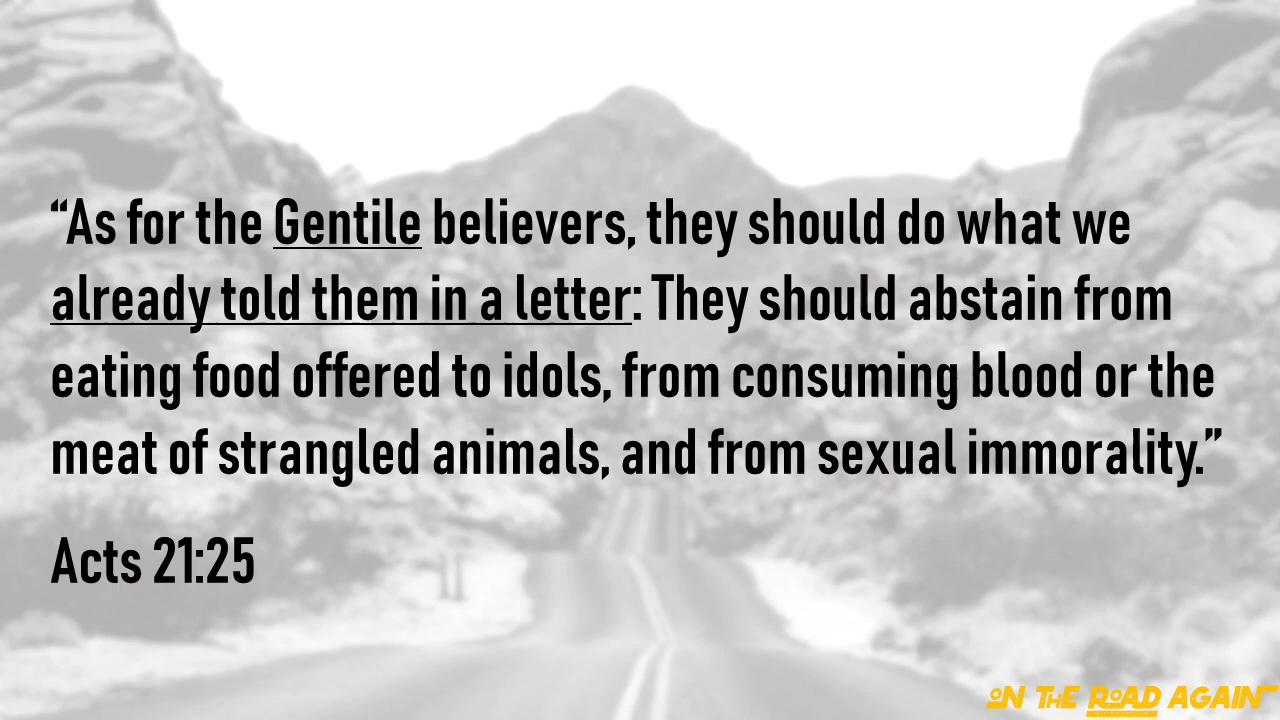 “As for the Gentile believers, they should do what we
already told them in a letter: They should abstain from
eating food offered to idols, from consuming blood or the
meat of strangled animals, and from sexual immorality.”
Acts 21:25
ON THE ROAD AGAIN